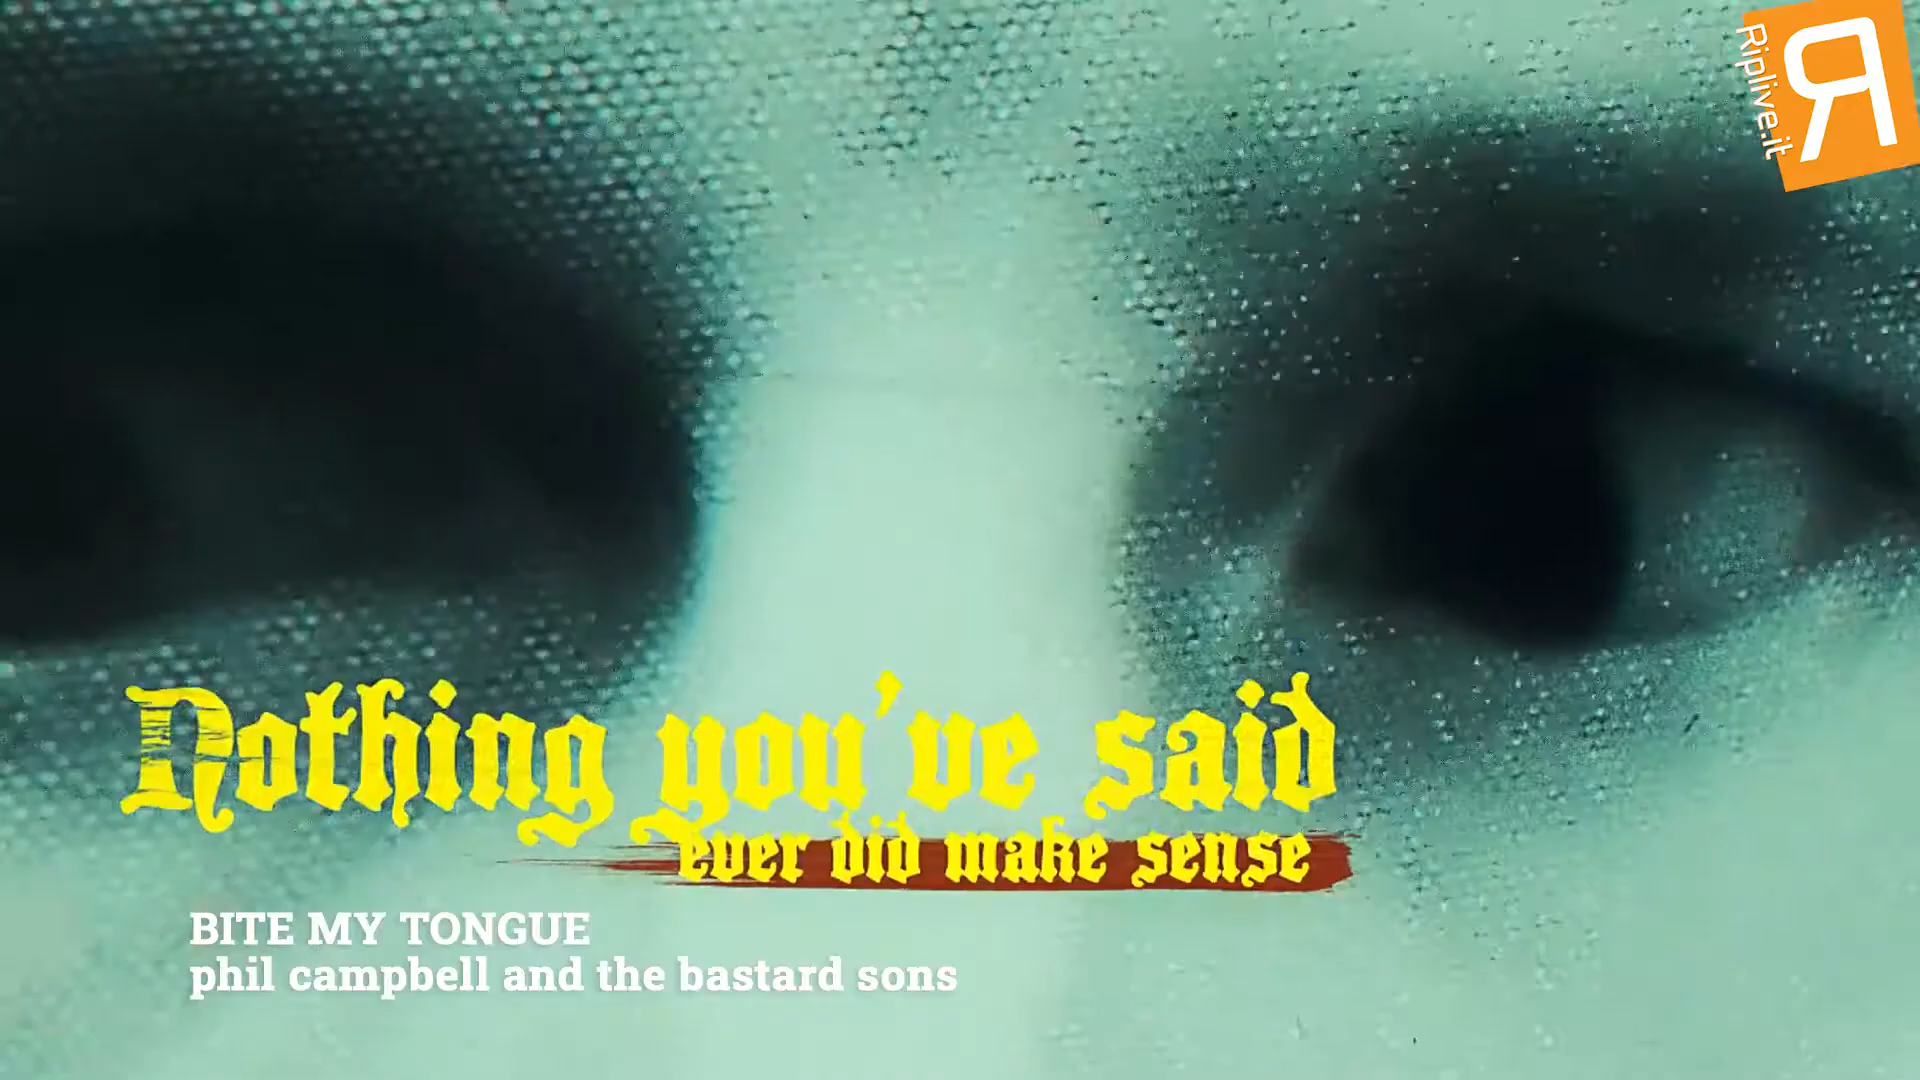 Riplive.it
Nothing you've said
ever did make sense
BITE MY TONGUE
phil campbell and the bastard sons